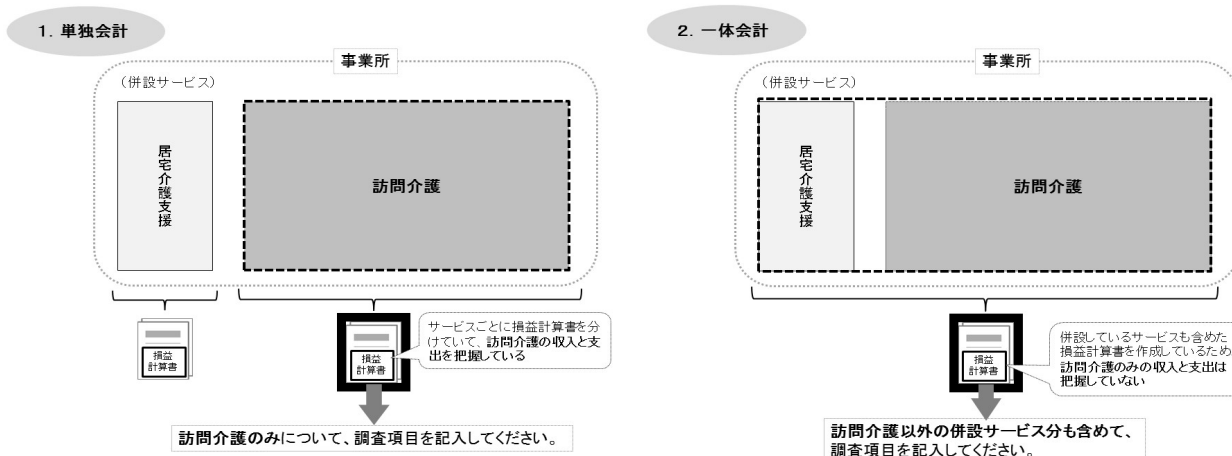 1. 単独会計
事業所
(併設サービス)
居宅介護支援
訪問介護
損益
計算書
損益
計算書
サービスごとに損益計算書を分
けていて、訪問介護の収入と支
出を把握している
訪問介護のみについて、調査項目を記入してください。
2. 一体会計
事業所
(併設サービス)
居宅介護支援
訪問介護
損益
計算書
併設しているサービスも含めた
損益計算書を作成しているため
訪問介護のみの収入と支出は
把握していない
訪問介護以外の併設サービス分も含めて、
調査項目を記入してください。